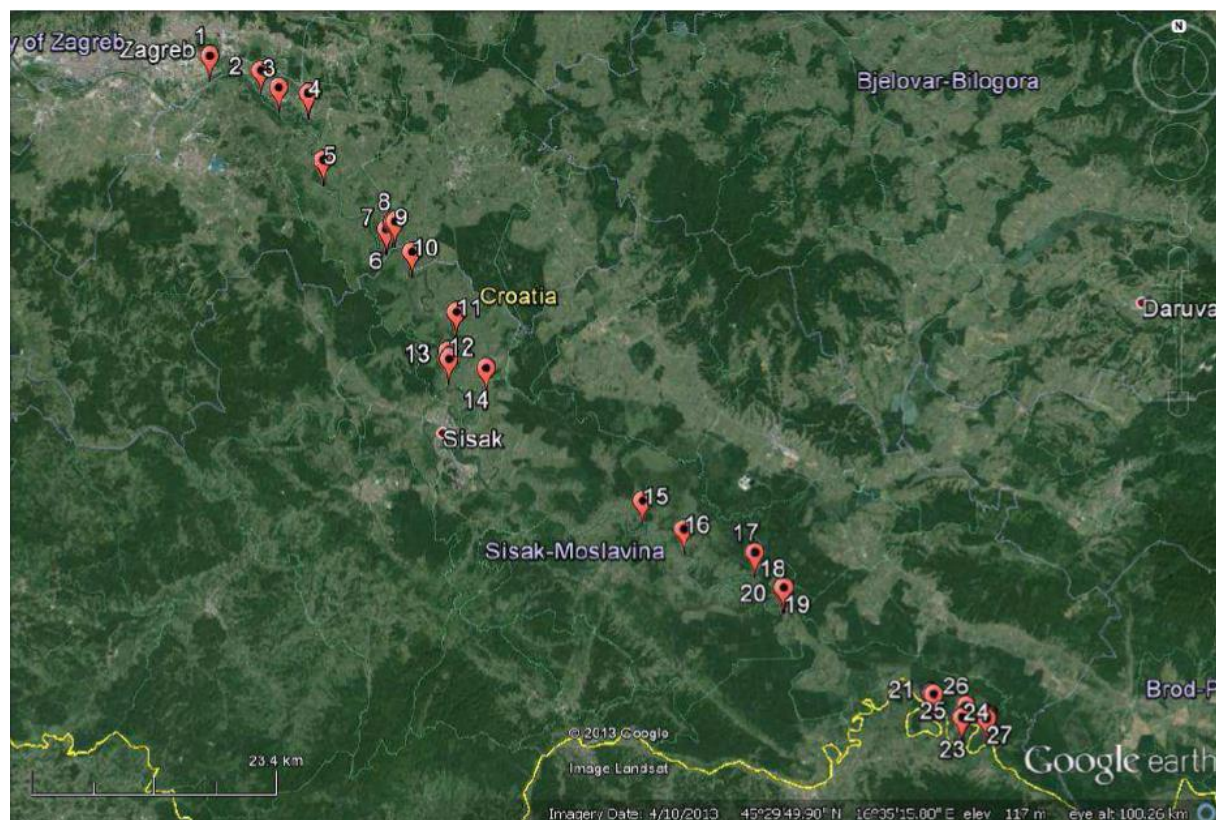 y of Zagreb
Zagreb
1
2
3
4
Bjelovar-Bilogora
N
5
8
7
9
6
10
Croatia
11
Daruva
13
12
14
Sisak
15
16
17
Sisak-Moslavina
18
20
19
21
26
25
24
23
27
Brod-P
© 2013 Google
Image Landsat
23.4 km
Google earth
Imagery Date: 4/10/2013 45°29'49.90" N 16°35'15.80" E elev 117 m eye alt 100.26 km